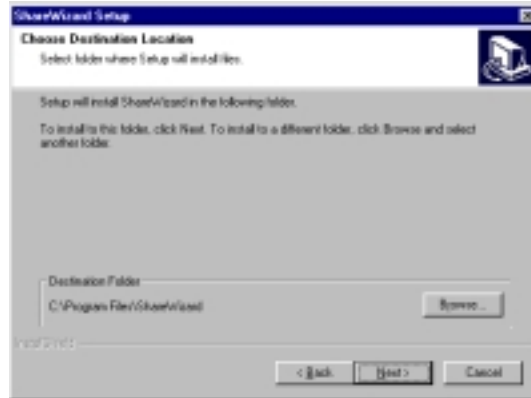 ShareWizard Setup
Choose Destination Location
Select folder where Setup will install files.
Setup will install ShareWizard in the following folder.
To install to this folder, click Next. To install to a different folder, click Browse and select
another folder.
Destination Folder
C:\Program Files\ShareWizard
Browse...
InstallShield
< Back
Next >
Cancel